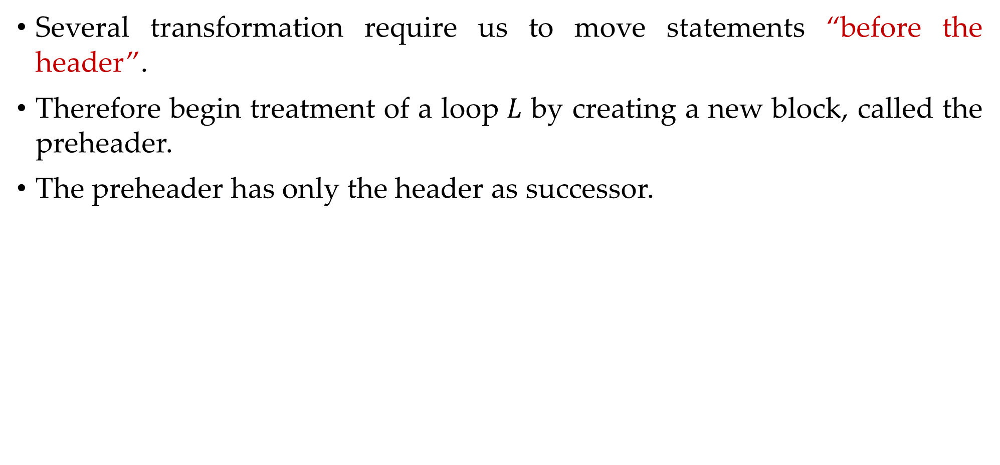 • Several transformation require us to move statements “before the
header”.
• Therefore begin treatment of a loop L by creating a new block, called the
preheader.
• The preheader has only the header as successor.